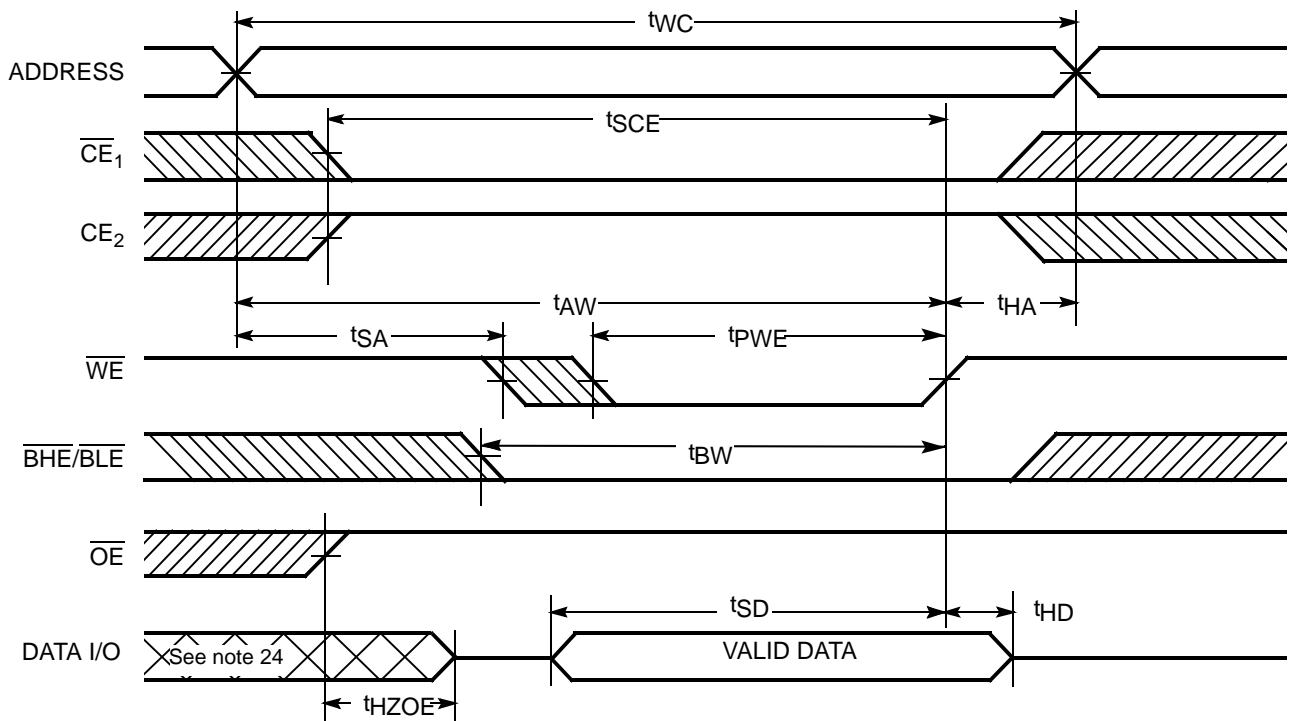 tWC
ADDRESS
tSCE
CE1
CE2
tAW
tHA
tSA
tPWE
WE
BHE/BLE
tBW
OE
tSD
tHD
DATA I/O
See note 24
VALID DATA
tHZOE